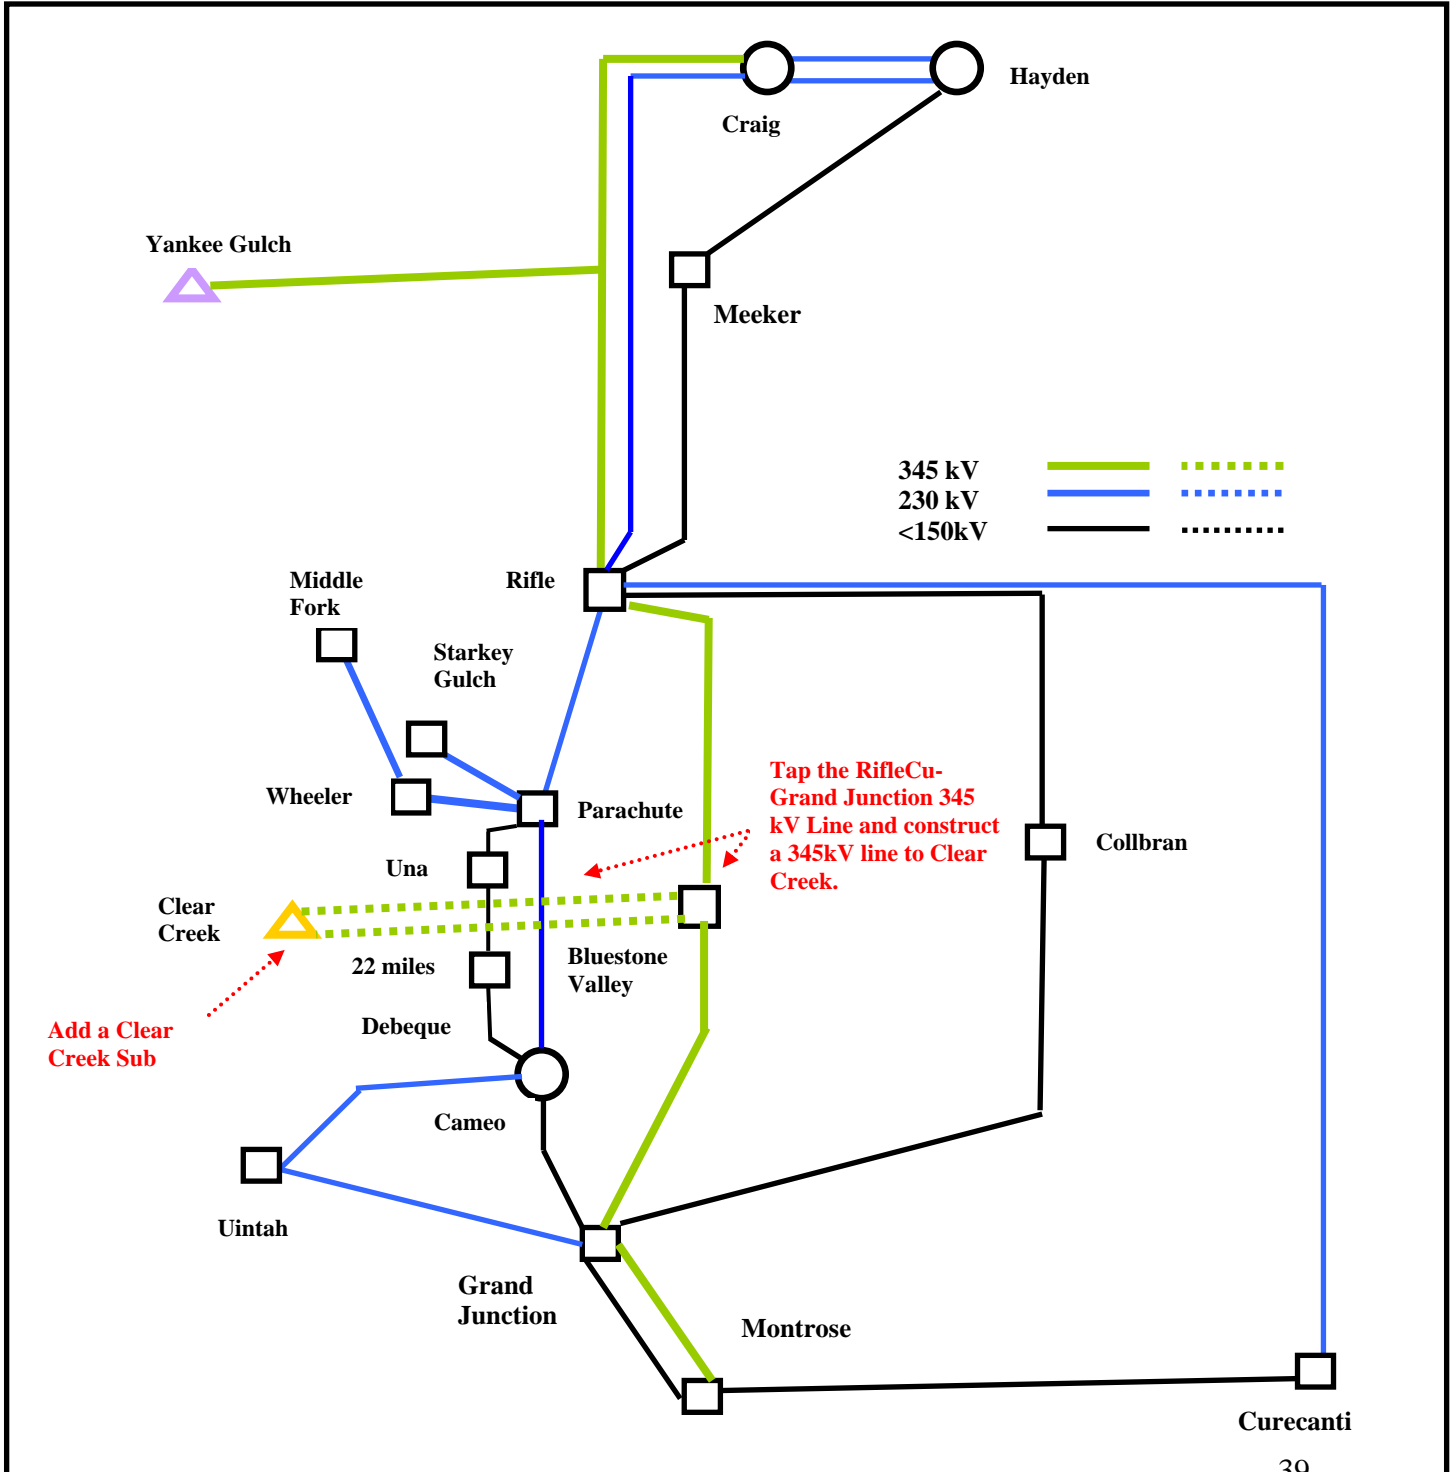 Hayden
Craig
Yankee Gulch
Meeker
345 kV
230 kV
<150kV
Middle
Fork
Rifle
Starkey
Gulch
Tap the RifleCu-
Grand Junction 345
kV Line and construct
a 345kV line to Clear
Creek.
Wheeler
Parachute
Collbran
Una
Clear
Creek
22 miles
Bluestone
Valley
Add a Clear
Creek Sub
Debeque
Cameo
Uintah
Grand
Junction
Montrose
Curecanti
39